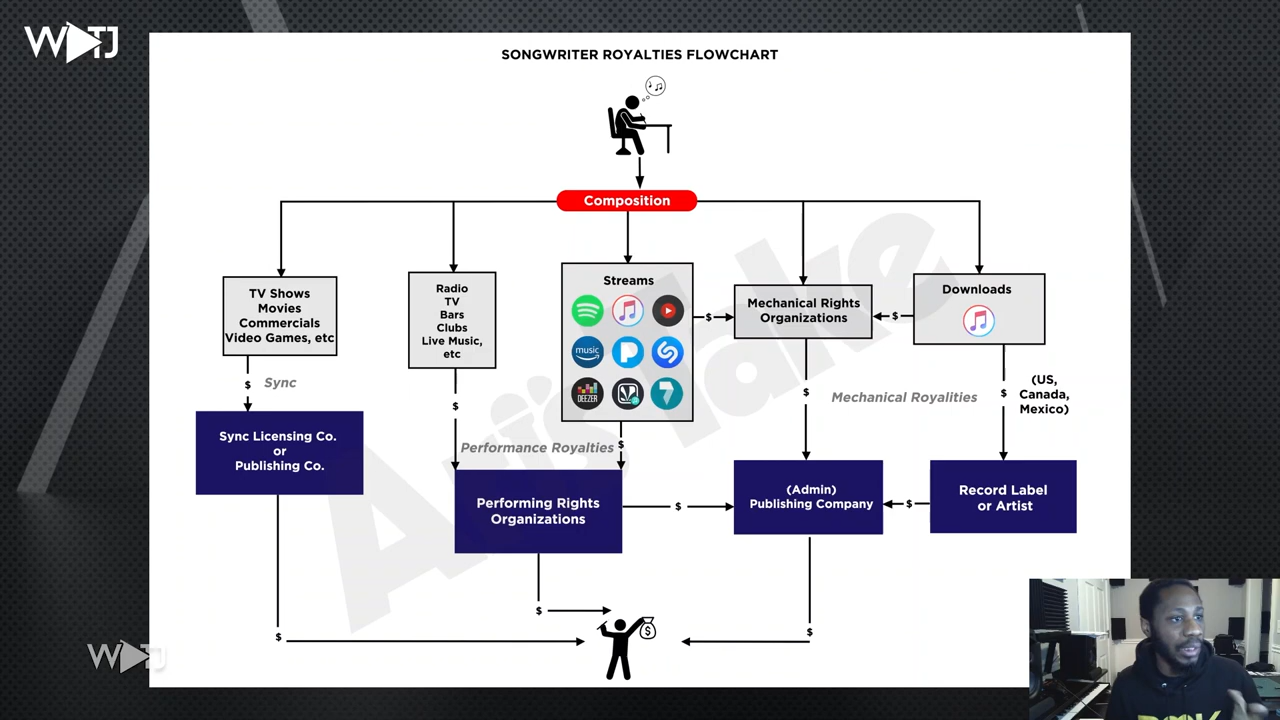 WTJ
SONGWRITER ROYALTIES FLOWCHART
Composition
TV Shows
Movies
Commercials
Video Games, etc
Radio
TV
Bars
Clubs
Live Music,
etc
Streams
music
DEEZER
Mechanical Rights
Organizations
Downloads
$
$
$ Sync
$
Performance Royalties
$
$
Mechanical Royalities
$
(US,
Canada,
Mexico)
Sync Licensing Co.
or
Publishing Co.
Performing Rights
Organizations
$
(Admin)
Publishing Company
$
Record Label
or Artist
$
$
$
$
WTJ